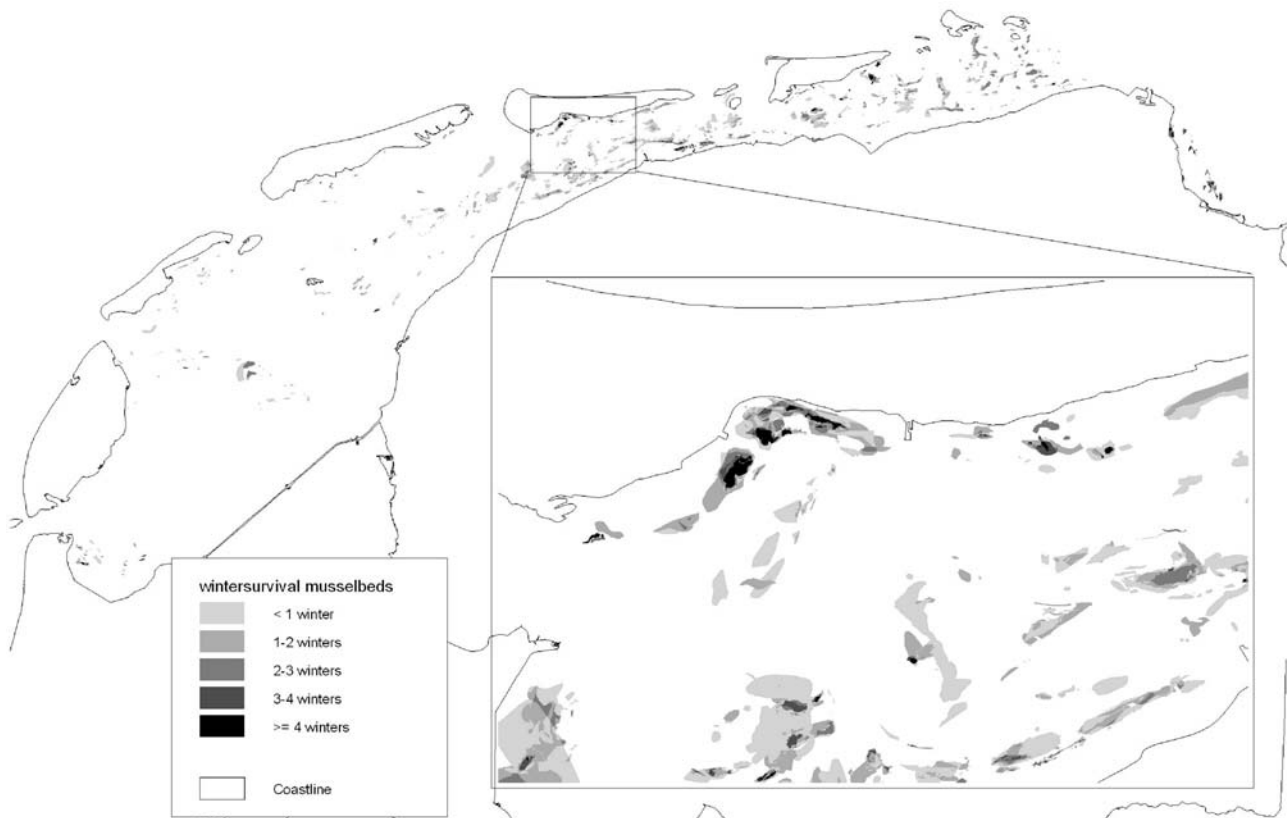 wintersurvival musselbeds
< 1 winter
1-2 winters
2-3 winters
3-4 winters
>= 4 winters
Coastline